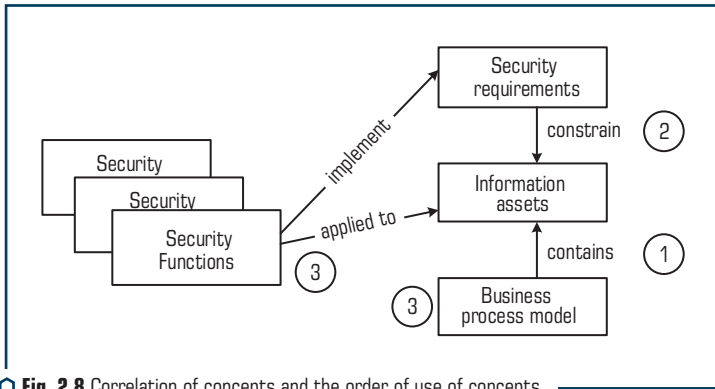 Security
requirements
implement
constrain
2
Security
Security
Security
Functions
applied to
3
Information
assets
contains
1
3
Business
process model
Fig. 2.8 Correlation of concepts and the order of use of concepts